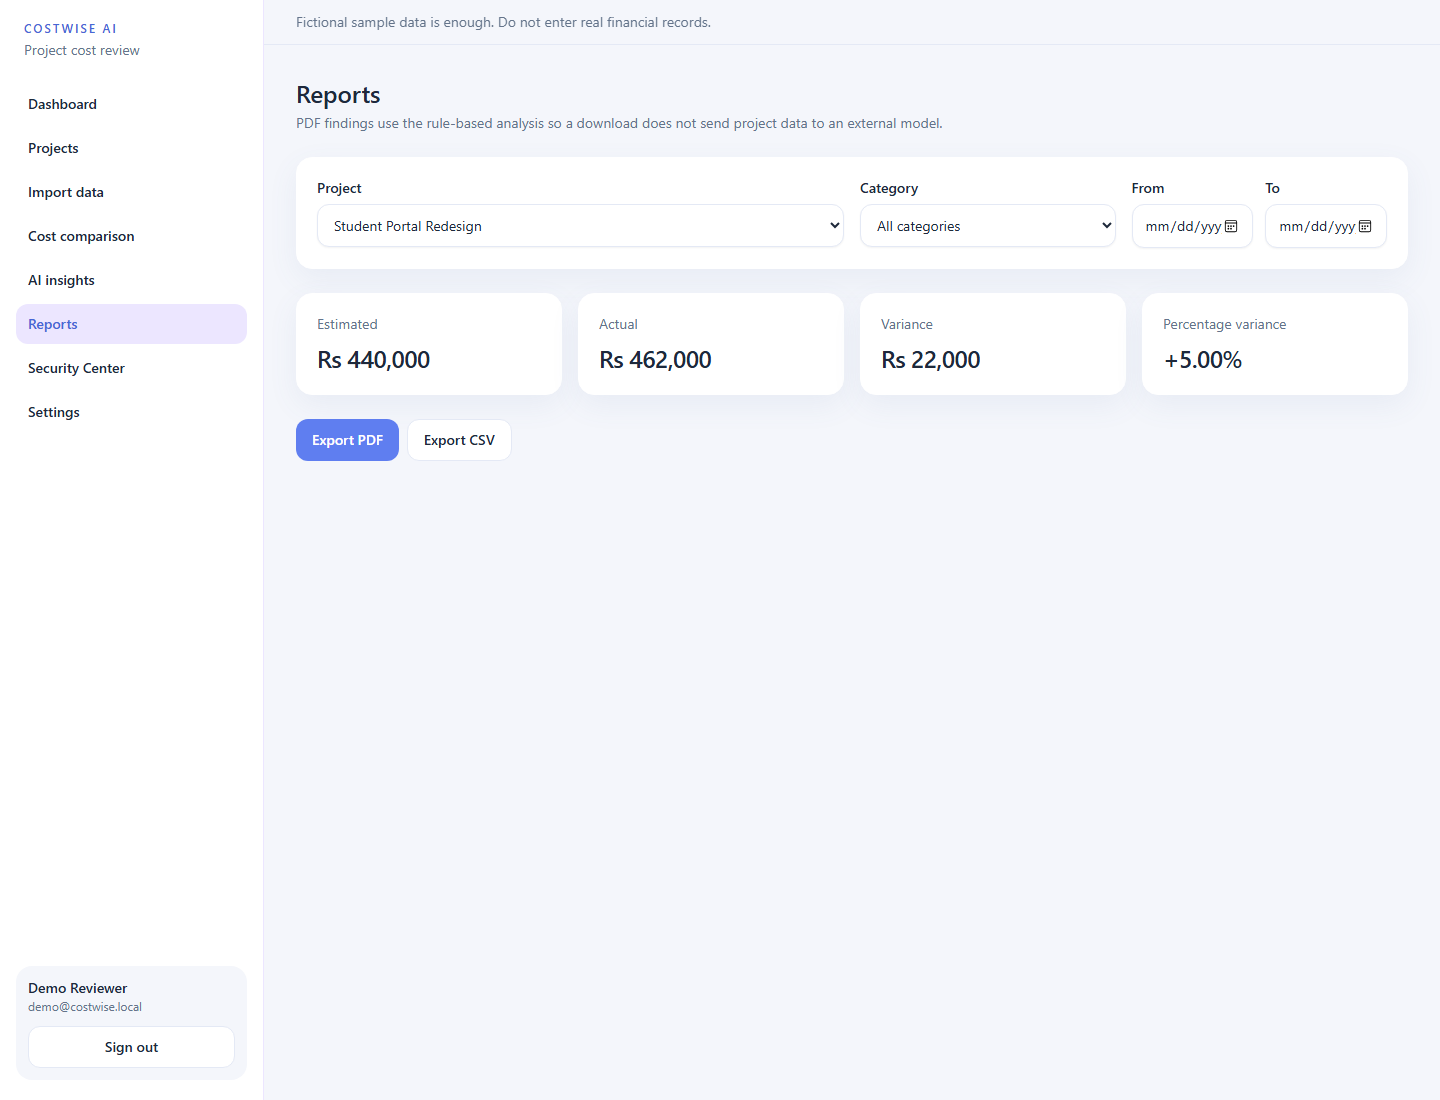 COSTWISE AI
Project cost review
Dashboard
Projects
Import data
Cost comparison
AI insights
Reports
Security Center
Settings
Demo Reviewer
demo@costwise.local
Sign out
Fictional sample data is enough. Do not enter real financial records.
Reports
PDF findings use the rule-based analysis so a download does not send project data to an external model.
Project
Student Portal Redesign
Category
All categories
From
mm/dd/yyy
To
mm/dd/yyy
Estimated
Rs 440,000
Actual
Rs 462,000
Variance
Rs 22,000
Percentage variance
+5.00%
Export PDF
Export CSV